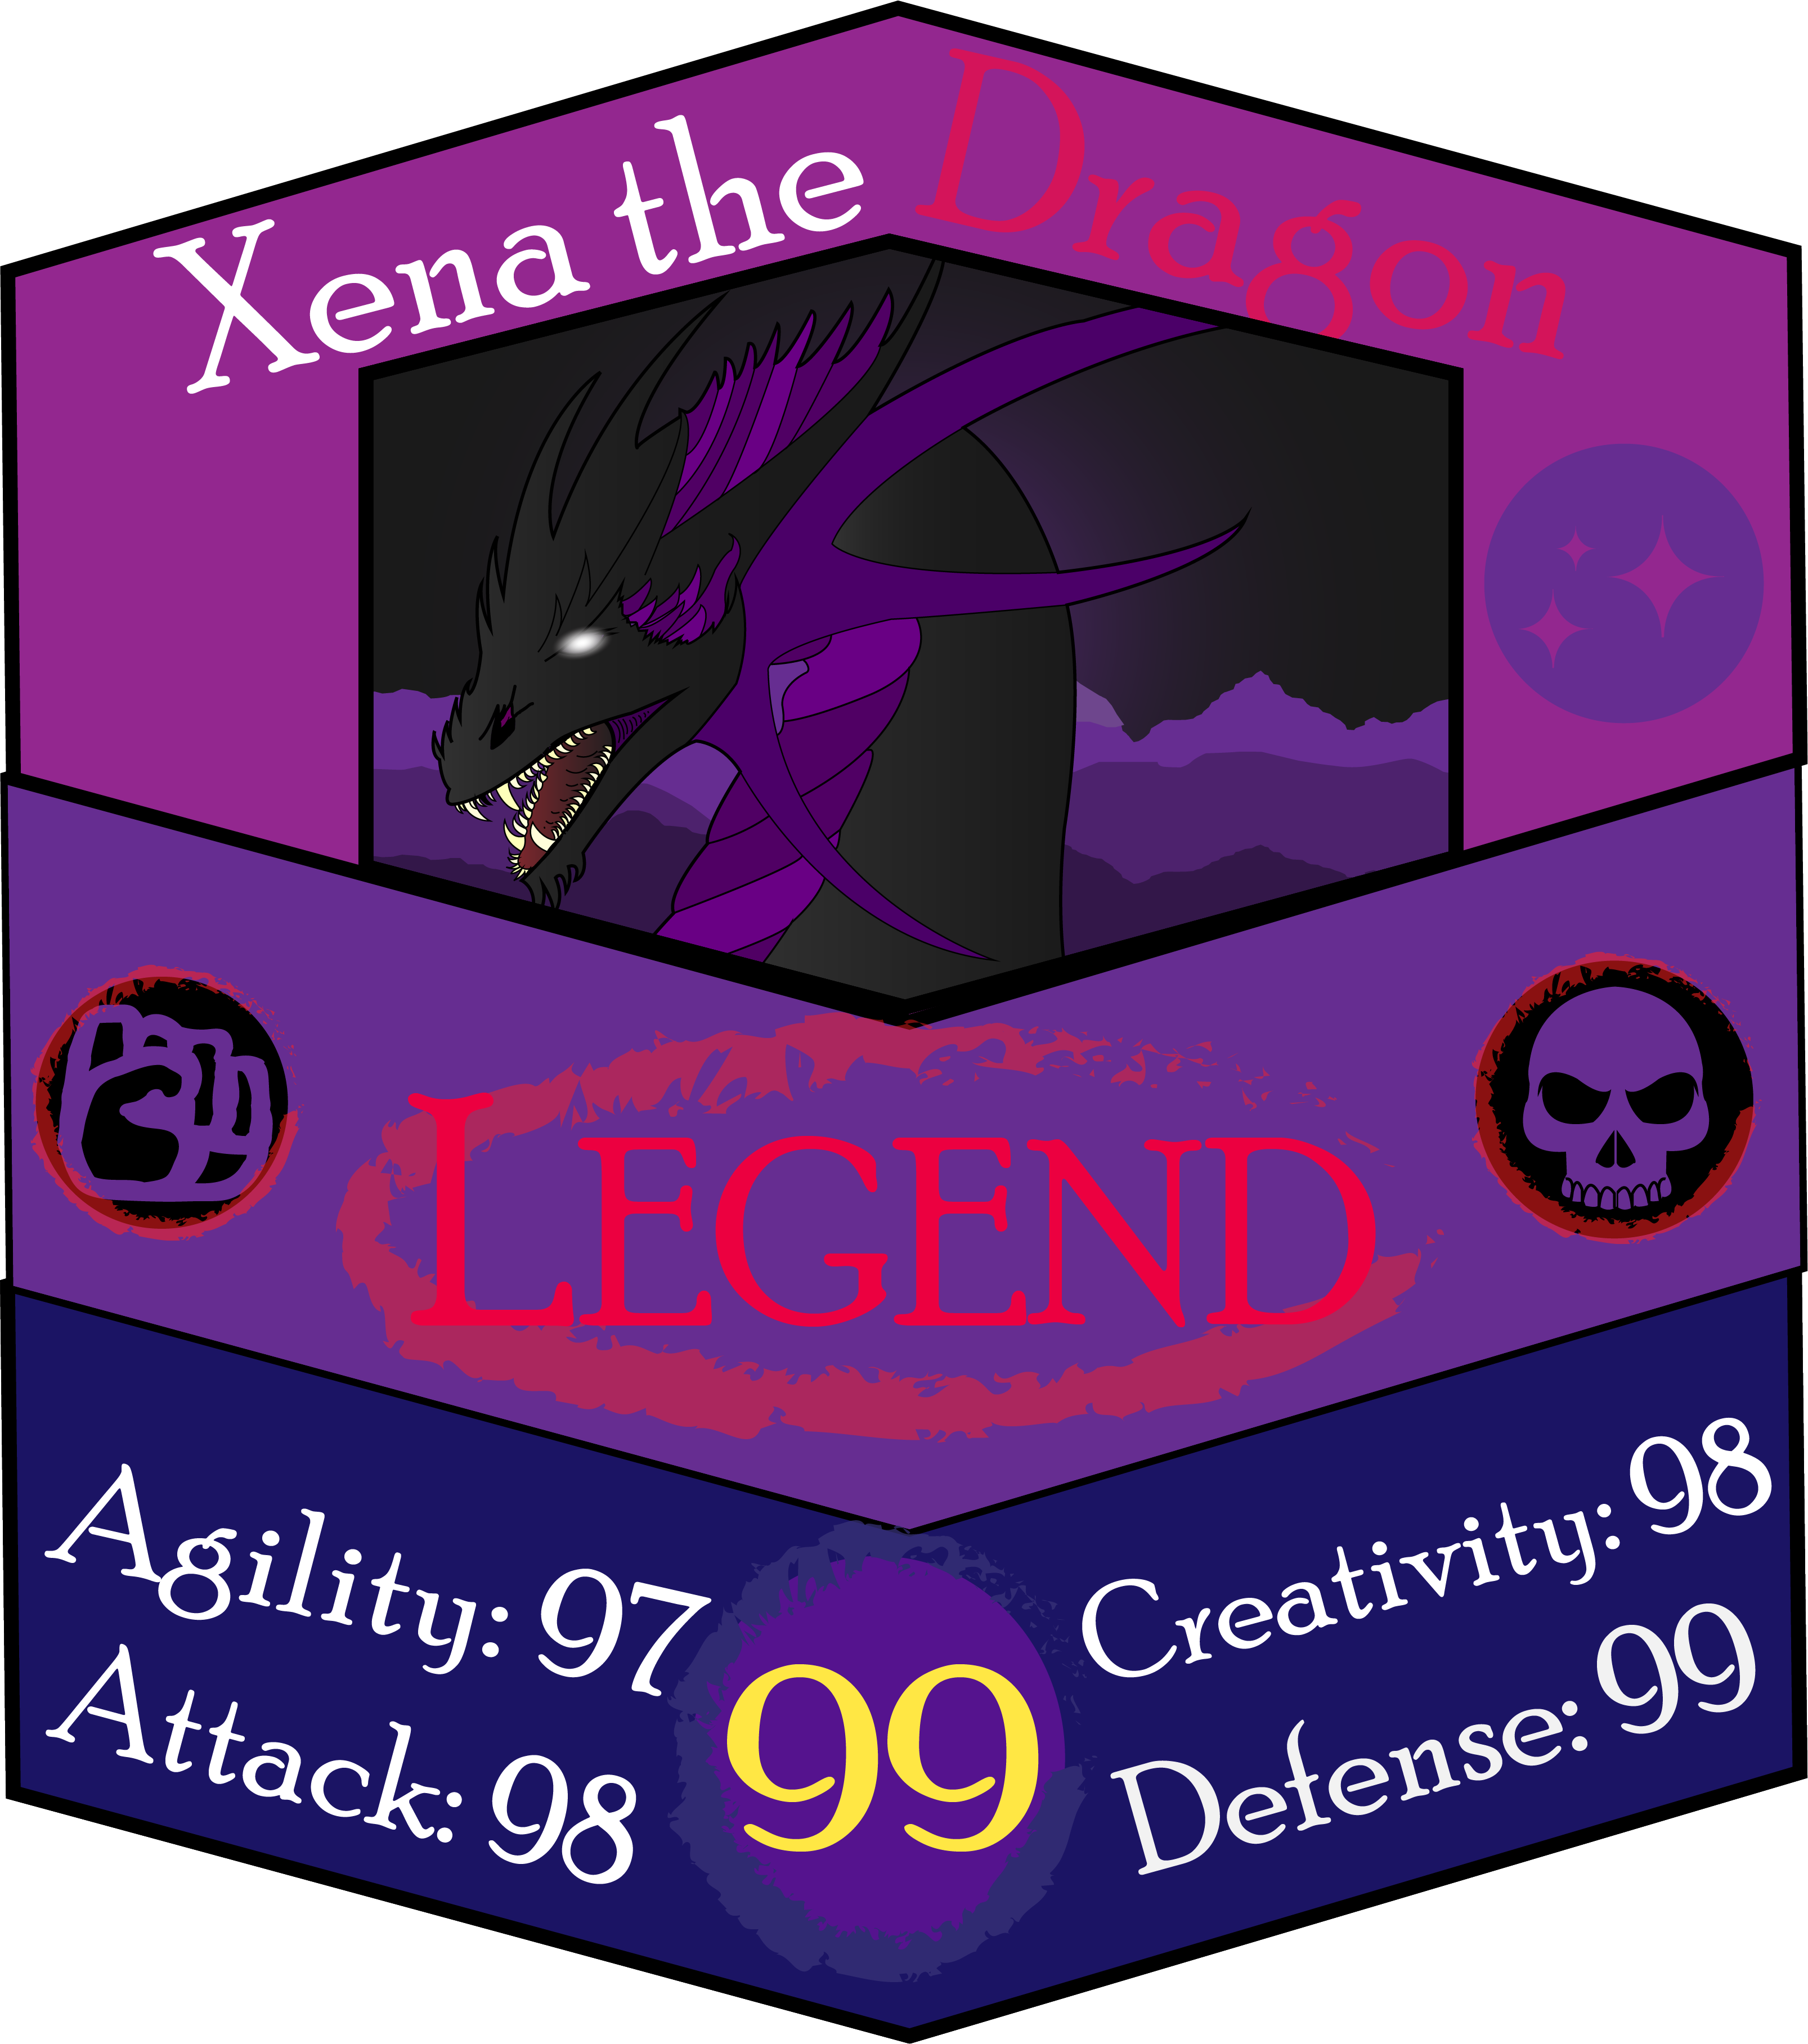 Xena the Dragon
LEGEND
Agility: 97
Attack: 98
99
Creativity: 98
Defense: 99